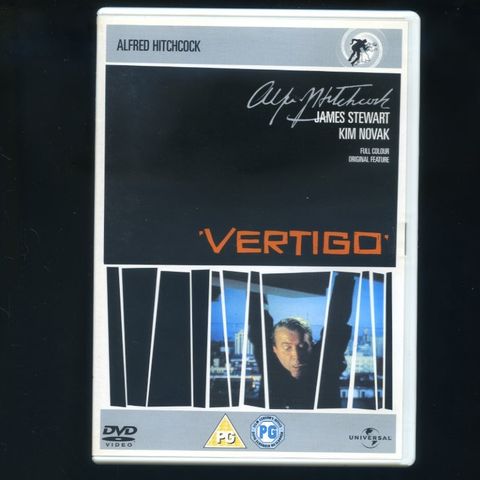 ALFRED HITCHCOCK
Alfred Hitchcock
JAMES STEWART
KIM NOVAK
FULL COLOUR
ORIGINAL FEATURE
'VERTIGO'
DVD
VIDEO
PG
PG
UNIVERSAL